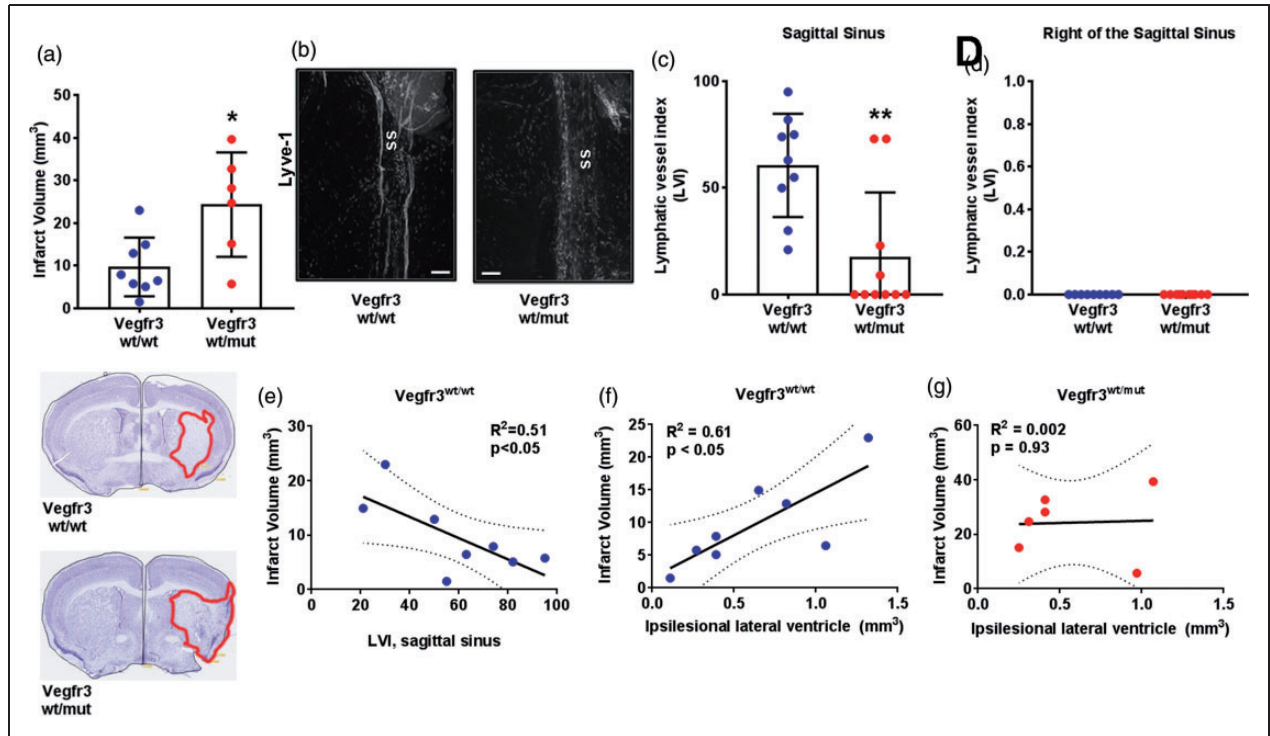 (a)
Infarct Volume (mm³)
50
40
30
20
10
0
*
Vegfr3
wt/wt
Vegfr3
wt/mut
(b)
Lyve-1
SS
SS
Vegfr3
wt/wt
Vegfr3
wt/mut
Sagittal Sinus
(c)
Lymphatic vessel index
(LVI)
100
50
0
**
Vegfr3
wt/wt
Vegfr3
wt/mut
Right of the Sagittal Sinus
D
(d)
Lymphatic vessel index
(LVI)
1.0
0.8
0.6
0.4
0.2
0.0
Vegfr3
wt/wt
Vegfr3
wt/mut
Vegfr3
wt/wt
Vegfr3
wt/mut
(e)
Vegfr3wt/wt
R²=0.51
p<0.05
Infarct Volume (mm³)
30
20
10
0
0 20 40 60 80 100
LVI, sagittal sinus
(f)
Vegfr3wt/wt
R² = 0.61
p < 0.05
Infarct Volume (mm³)
25
20
15
10
5
0
0.0 0.5 1.0 1.5
Ipsilesional lateral ventricle (mm³)
(g)
Vegfr3wt/mut
R² = 0.002
p = 0.93
Infarct Volume (mm³)
60
40
20
0
0.0 0.5 1.0 1.5
Ipsilesional lateral ventricle (mm³)